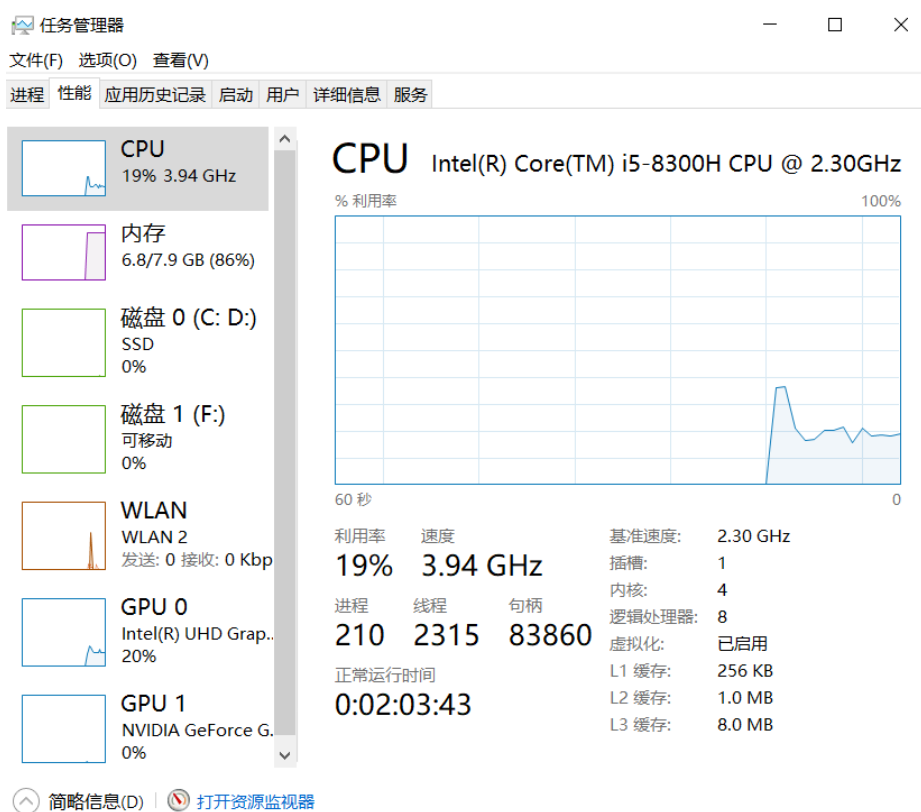 任务管理器
文件(F) 选项(O) 查看(V)
进程 性能 应用历史记录 启动 用户 详细信息 服务
CPU
19% 3.94 GHz
内存
6.8/7.9 GB (86%)
磁盘 0 (C: D:)
SSD
0%
磁盘 1 (F:)
可移动
0%
WLAN
WLAN 2
发送: 0 接收: 0 Kbp
GPU 0
Intel(R) UHD Grap..
20%
GPU 1
NVIDIA GeForce G.
0%
CPU Intel(R) Core(TM) i5-8300H CPU @ 2.30GHz
% 利用率 100%
60 秒 0
利用率 速度
19% 3.94 GHz
进程 线程 句柄
210 2315 83860
正常运行时间
0:02:03:43
基准速度: 2.30 GHz
插槽: 1
内核: 4
逻辑处理器: 8
虚拟化: 已启用
L1 缓存: 256 KB
L2 缓存: 1.0 MB
L3 缓存: 8.0 MB
简略信息(D) 打开资源监视器